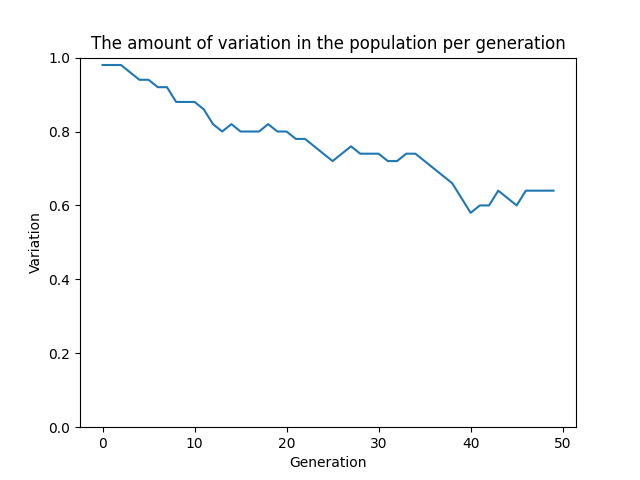 The amount of variation in the population per generation
1.0
0.8
0.6
0.4
0.2
0.0
Variation
0 10 20 30 40 50
Generation